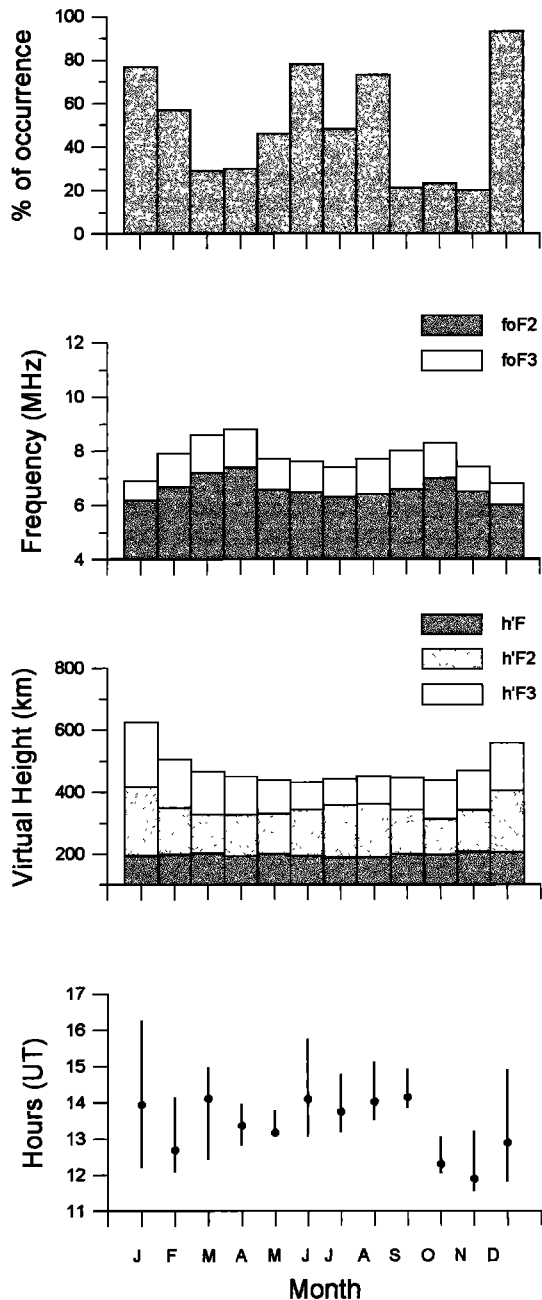 100
80
60
40
20
0
% of occurrence
foF2
foF3
12
10
8
6
4
Frequency (MHz)
h'F
h'F2
h'F3
800
600
400
200
Virtual Height (km)
17
16
15
14
13
12
11
Hours (UT)
J F M A M J J A S O N D
Month